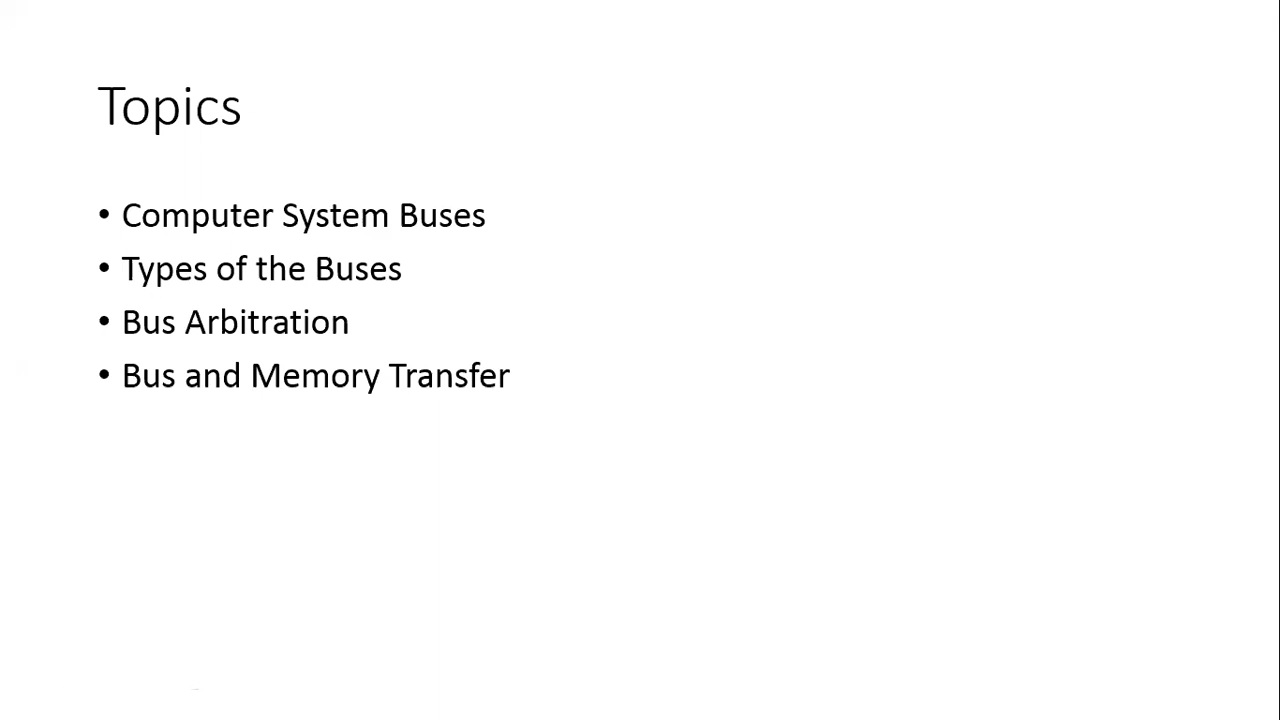 Topics
• Computer System Buses
• Types of the Buses
• Bus Arbitration
• Bus and Memory Transfer